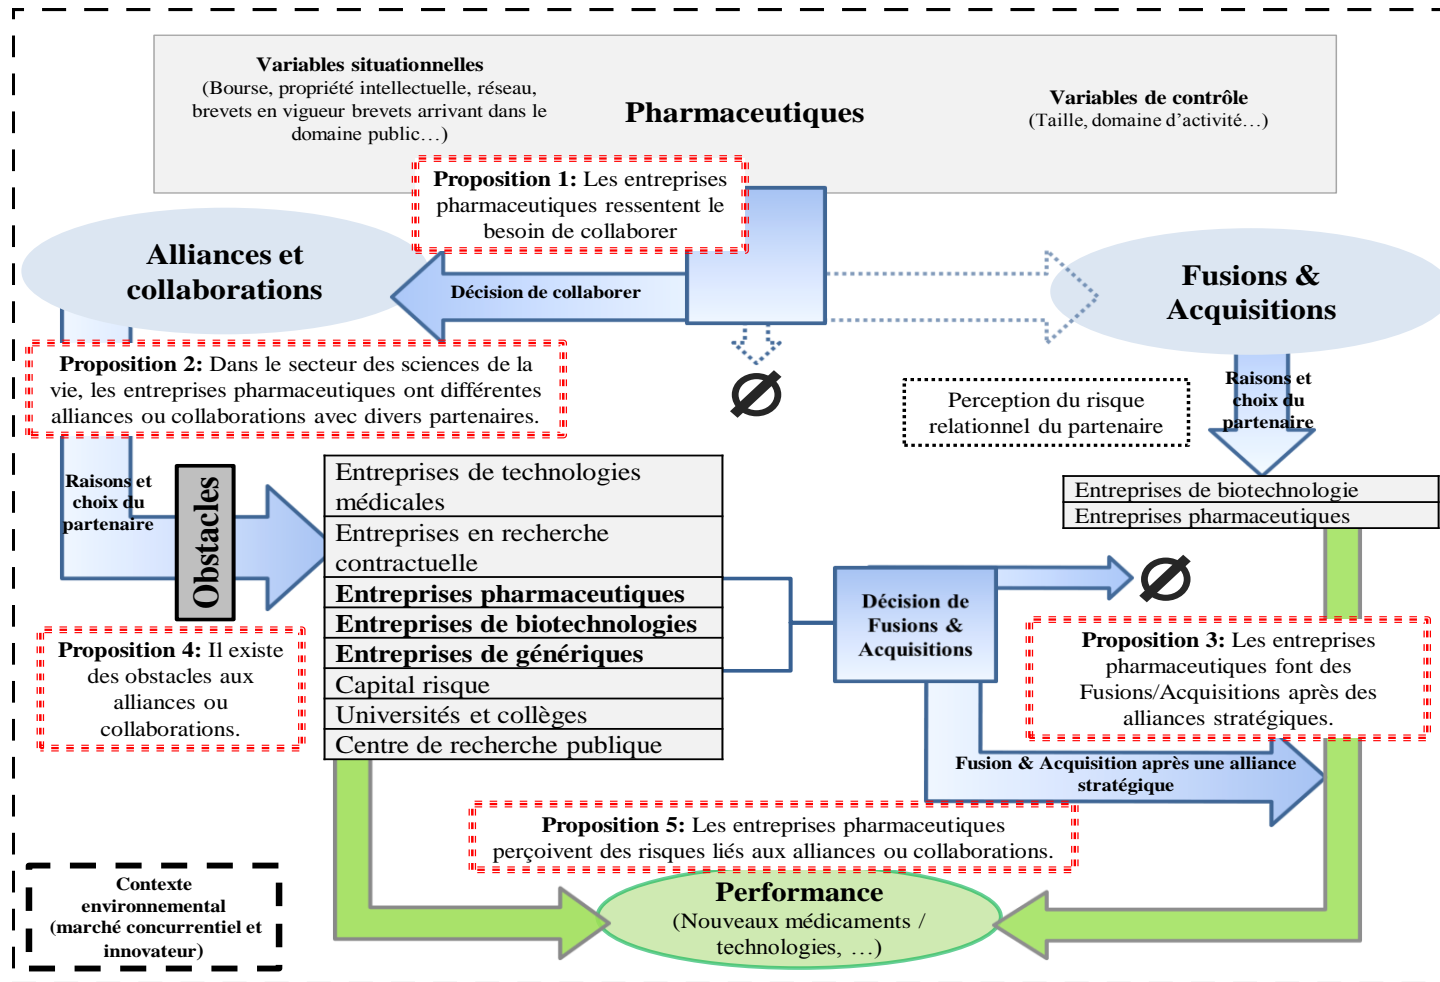 Variables situationnelles
(Bourse, propriété intellectuelle, réseau,
brevets en vigueur brevets arrivant dans le
domaine public…)
Pharmaceutiques
Variables de contrôle
(Taille, domaine d’activité…)
Proposition 1: Les entreprises
pharmaceutiques ressentent le
besoin de collaborer
Alliances et
collaborations
Décision de collaborer
Fusions &
Acquisitions
Proposition 2: Dans le secteur des sciences de la
vie, les entreprises pharmaceutiques ont différentes
alliances ou collaborations avec divers partenaires.
Perception du risque
relationnel du partenaire
Raisons et
choix du
partenaire
Raisons et
choix du
partenaire
Obstacles
Entreprises de technologies
médicales
Entreprises en recherche
contractuelle
Entreprises pharmaceutiques
Entreprises de biotechnologies
Entreprises de génériques
Capital risque
Universités et collèges
Centre de recherche publique
Entreprises de biotechnologie
Entreprises pharmaceutiques
Décision de
Fusions &
Acquisitions
Proposition 4: Il existe
des obstacles aux
alliances ou
collaborations.
Proposition 3: Les entreprises
pharmaceutiques font des
Fusions/Acquisitions après des
alliances stratégiques.
Fusion & Acquisition après une alliance
stratégique
Proposition 5: Les entreprises pharmaceutiques
perçoivent des risques liés aux alliances ou collaborations.
Contexte
environnemental
(marché concurrentiel et
innovateur)
Performance
(Nouveaux médicaments /
technologies, …)